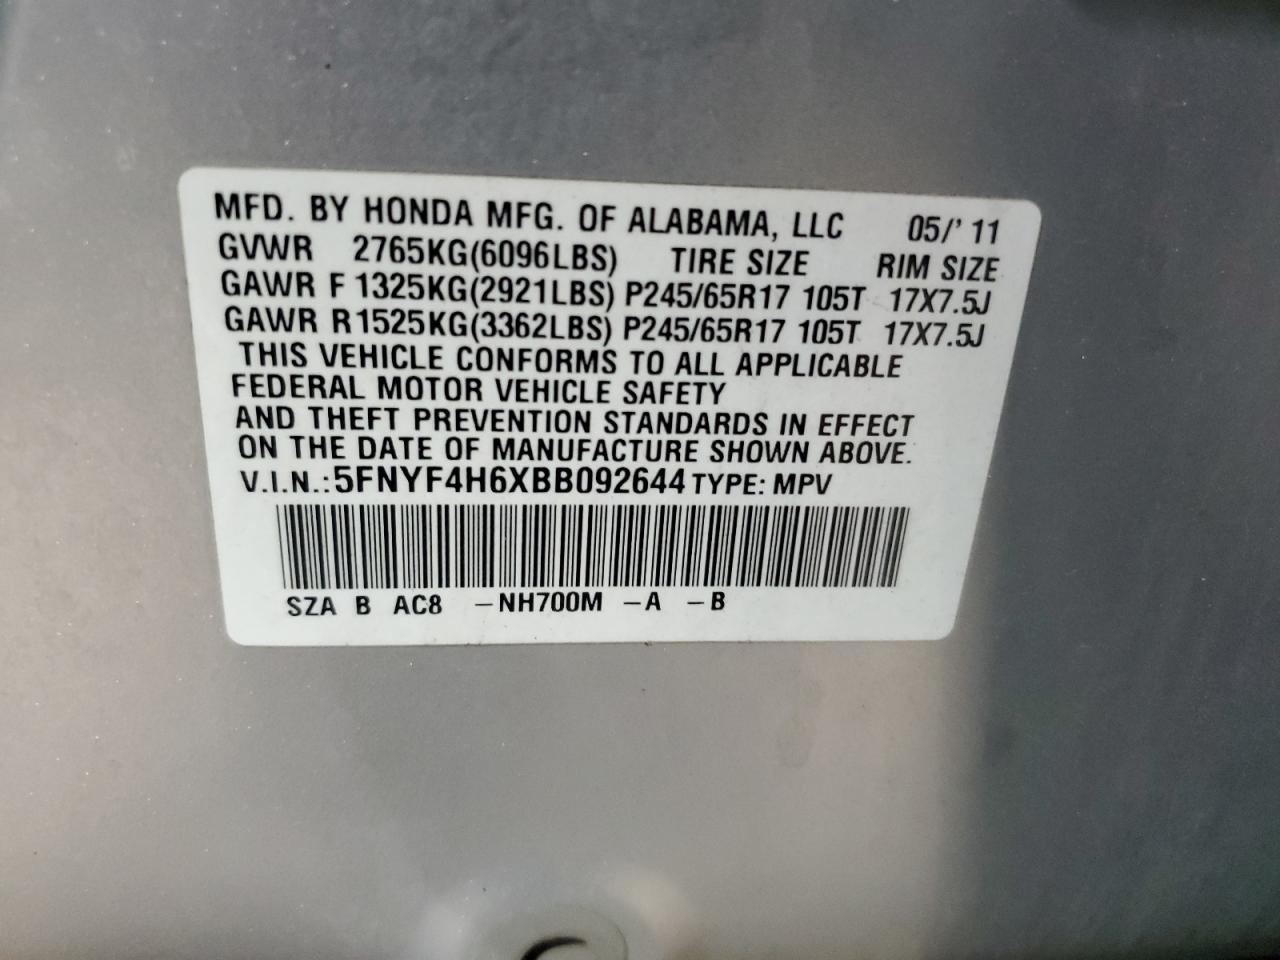 MFD. BY HONDA MFG. OF ALABAMA, LLC 05/' 11
GVWR 2765KG(6096LBS) TIRE SIZE RIM SIZE
GAWR F 1325KG(2921LBS) P245/65R17 105T 17X7.5J
GAWR R1525KG(3362LBS) P245/65R17 105T 17X7.5J
THIS VEHICLE CONFORMS TO ALL APPLICABLE
FEDERAL MOTOR VEHICLE SAFETY
AND THEFT PREVENTION STANDARDS IN EFFECT
ON THE DATE OF MANUFACTURE SHOWN ABOVE.
V.I.N.:5FNYF4H6XBB092644 TYPE: MPV
SZA B AC8 -NH700M -A -B